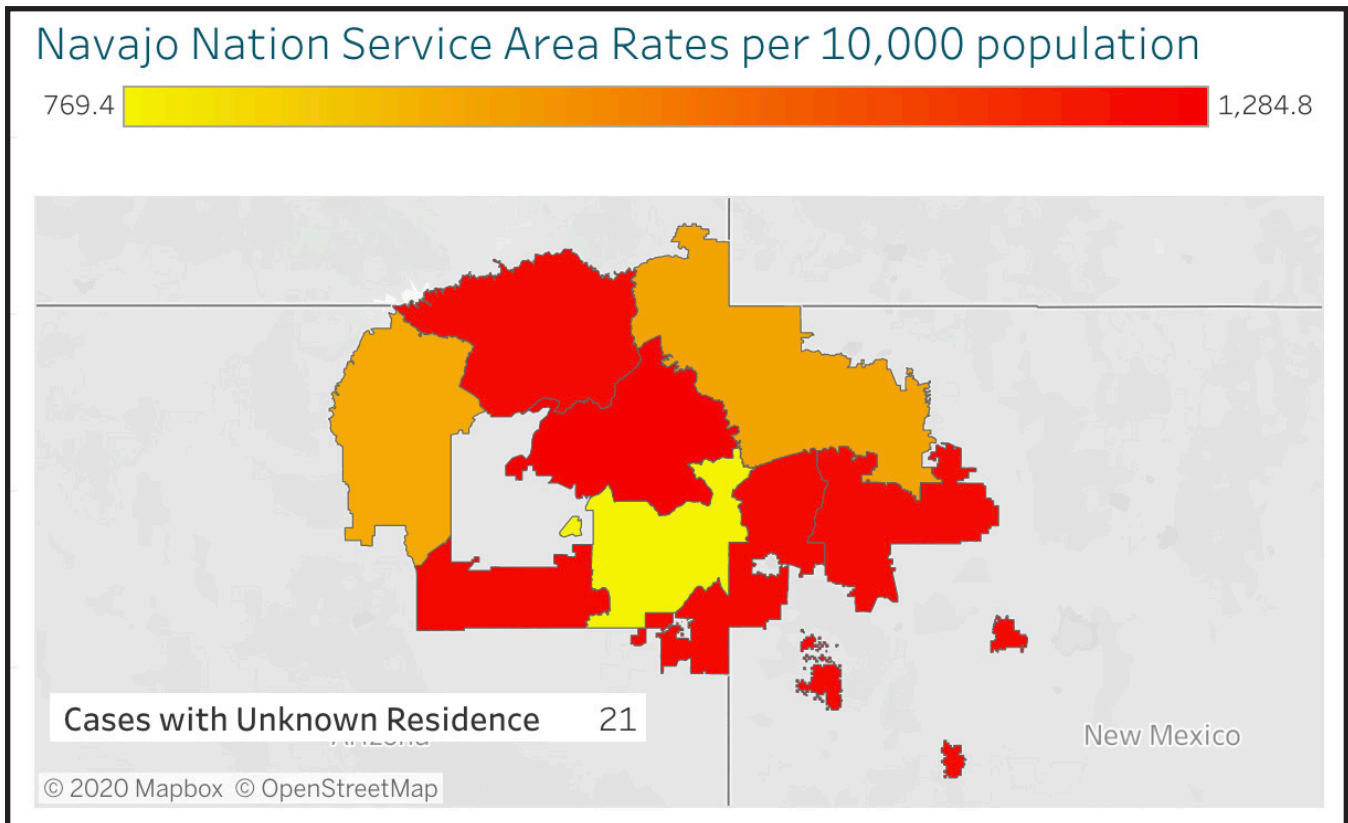 Navajo Nation Service Area Rates per 10,000 population
769.4 1,284.8
Cases with Unknown Residence 21
New Mexico
© 2020 Mapbox © OpenStreetMap